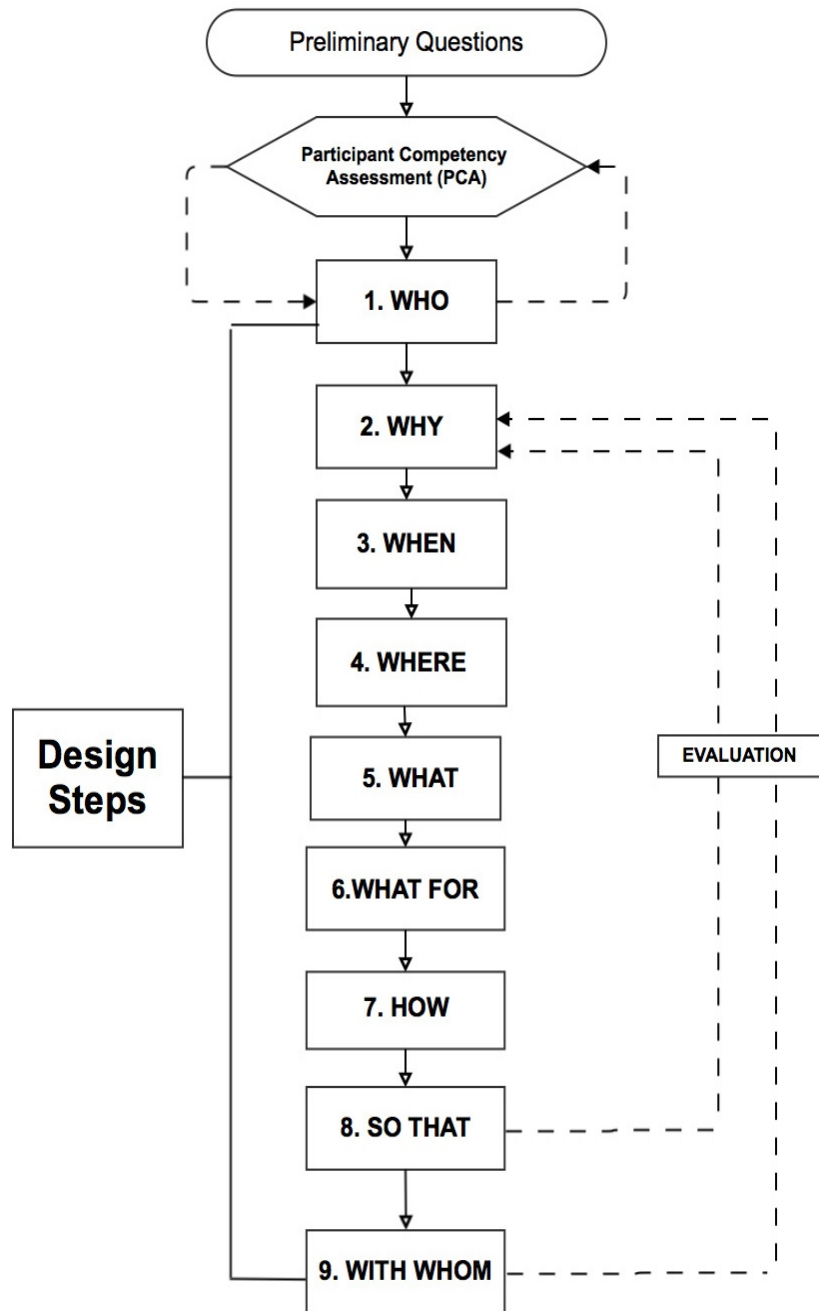 Preliminary Questions
Participant Competency
Assessment (PCA)
1. WHO
2. WHY
3. WHEN
4. WHERE
Design
Steps
EVALUATION
5. WHAT
6.WHAT FOR
7. HOW
8. SO THAT
9. WITH WHOM